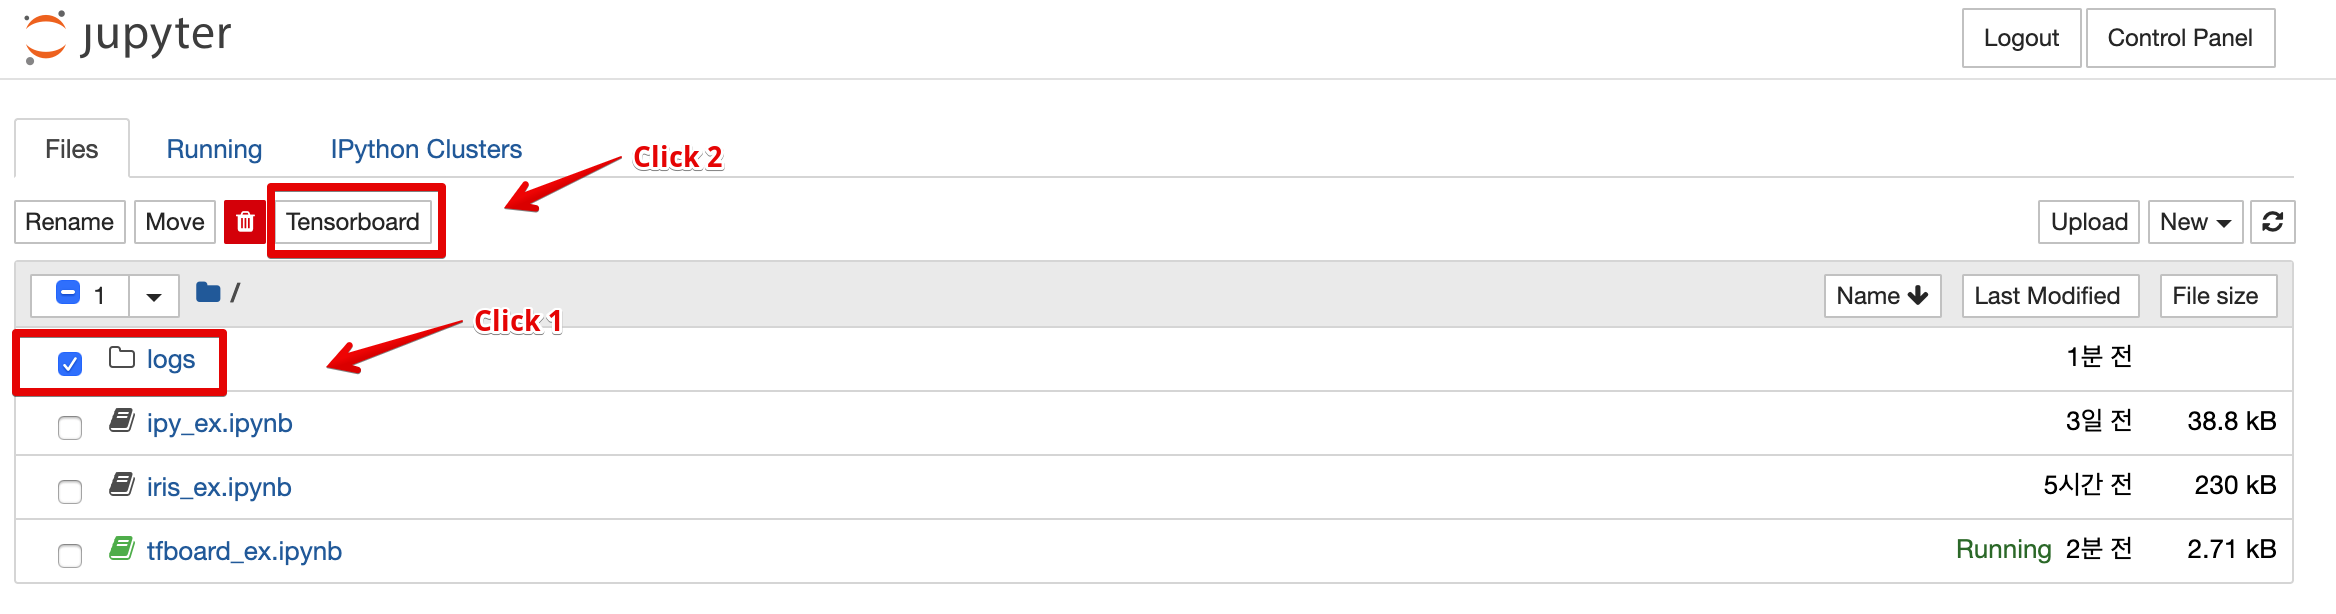 jupyter
Logout Control Panel
Files Running IPython Clusters
Click 2
Rename Move Tensorboard Upload New
1 / Name Last Modified File size
Click 1
logs 1분 전
ipy_ex.ipynb 3일 전 38.8 kB
iris_ex.ipynb 5시간 전 230 kB
tfboard_ex.ipynb Running 2분 전 2.71 kB